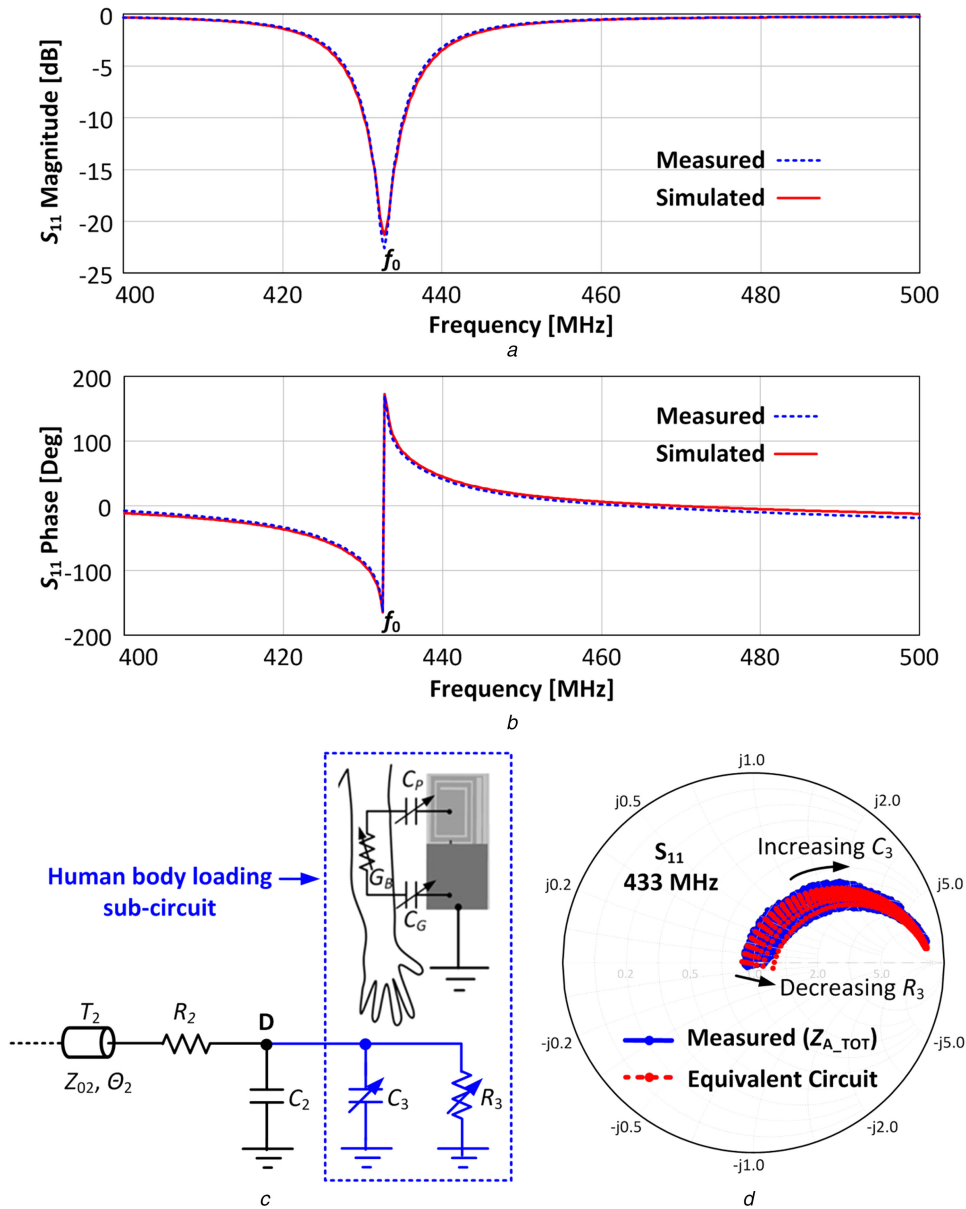 0
-5
-10
-15
-20
-25
S11 Magnitude [dB]
Measured
Simulated
f0
400 420 440 460 480 500
Frequency [MHz]
a
200
100
0
-100
-200
S11 Phase [Deg]
Measured
Simulated
f0
400 420 440 460 480 500
Frequency [MHz]
b
Human body loading
sub-circuit
CP
GB
CG
T2
Z02, Θ2
R2
D
C2
C3
R3
c
S11
433 MHz
j1.0
j0.5
j2.0
j0.2
j5.0
Increasing C3
0.2 0.5 2.0 5.0
Decreasing R3
-j0.2
-j5.0
Measured (ZA_TOT)
Equivalent Circuit
-j0.5
-j2.0
-j1.0
d